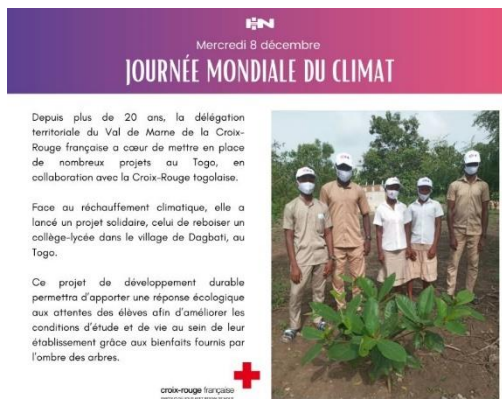 HN
Mercredi 8 décembre
JOURNÉE MONDIALE DU CLIMAT
Depuis plus de 20 ans, la délégation
territoriale du Val de Marne de la Croix-
Rouge française a cœur de mettre en place
de nombreux projets au Togo, en
collaboration avec la Croix-Rouge togolaise.
Face au réchauffement climatique, elle a
lancé un projet solidaire, celui de reboiser un
collège-lycée dans le village de Dagbati, au
Togo.
Ce projet de développement durable
permettra d'apporter une réponse écologique
aux attentes des élèves afin d'améliorer les
conditions d'étude et de vie au sein de leur
établissement grâce aux bienfaits fournis par
l'ombre des arbres.
croix-rouge française